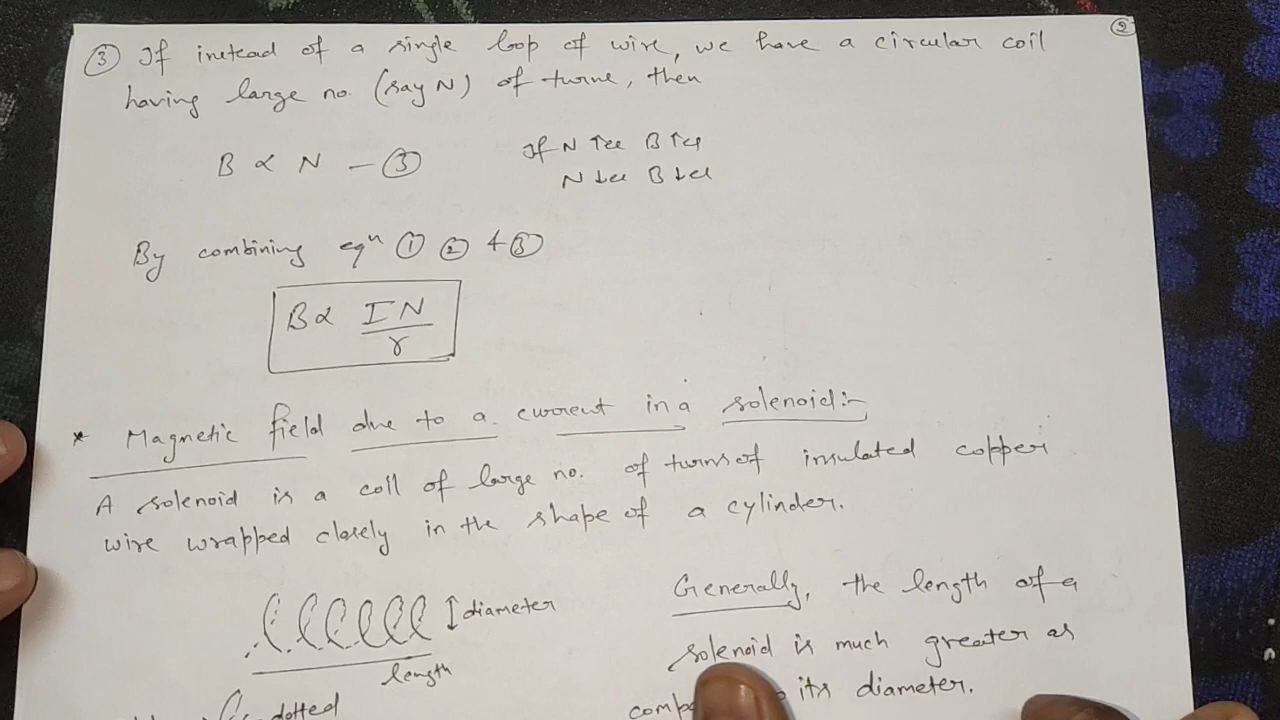 ②
③ If instead of a single loop of wire, we have a circular coil
having large no. (say N) of turns, then
B ∝ N - ③
If N ↑es B ↑es
N ↓es B ↓es
By combining eqn ① ② & ③
B ∝ IN/r
* Magnetic field due to a current in a solenoid:-
A solenoid is a coil of large no. of turns of insulated copper
wire wrapped closely in the shape of a cylinder.
diameter
length
Generally, the length of a
solenoid is much greater as
its diameter.
dotted